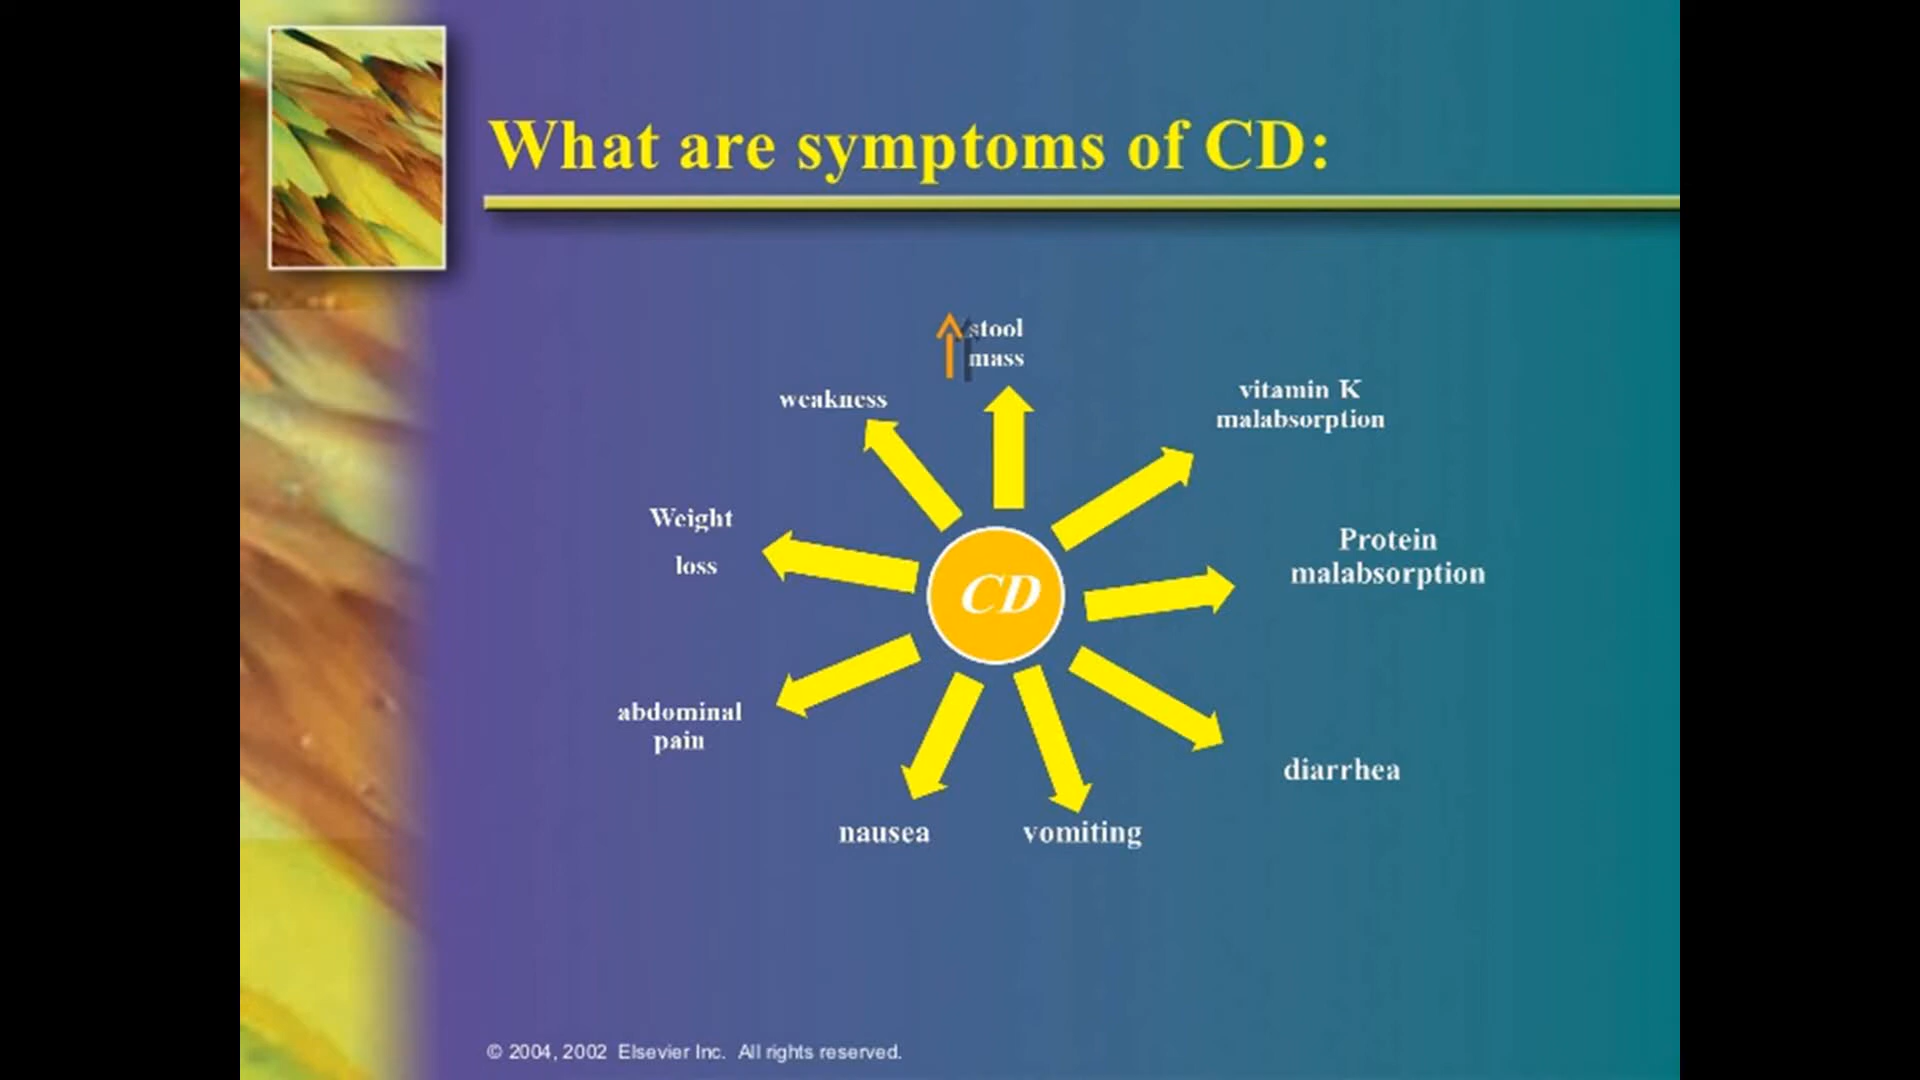 What are symptoms of CD:
stool
mass
weakness
vitamin K
malabsorption
Weight
loss
Protein
malabsorption
CD
abdominal
pain
diarrhea
nausea
vomiting
© 2004, 2002 Elsevier Inc. All rights reserved.